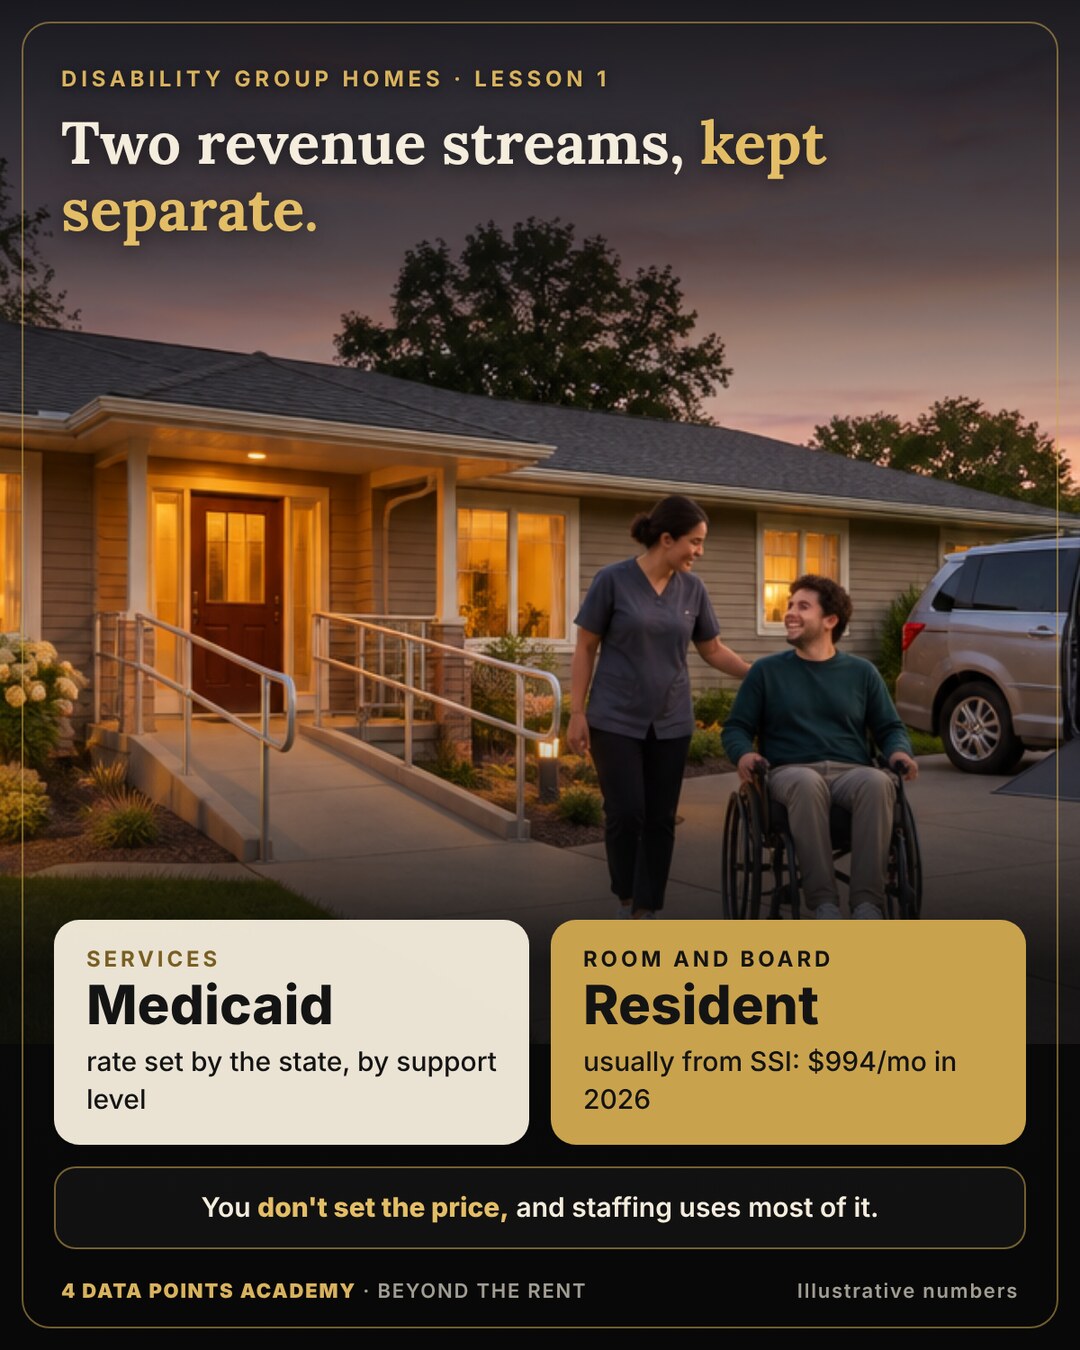 DISABILITY GROUP HOMES · LESSON 1
Two revenue streams, kept
separate.
SERVICES
Medicaid
rate set by the state, by support
level
ROOM AND BOARD
Resident
usually from SSI: $994/mo in
2026
You don't set the price, and staffing uses most of it.
4 DATA POINTS ACADEMY · BEYOND THE RENT
Illustrative numbers